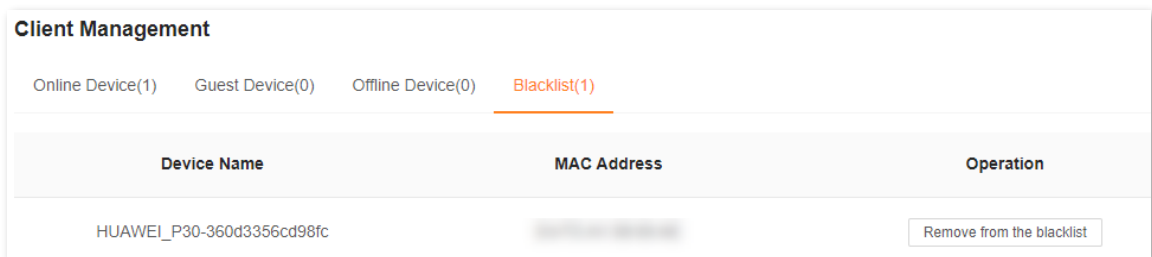 Client Management
Online Device(1) Guest Device(0) Offline Device(0) Blacklist(1)
Device Name MAC Address Operation
HUAWEI_P30-360d3356cd98fc Remove from the blacklist